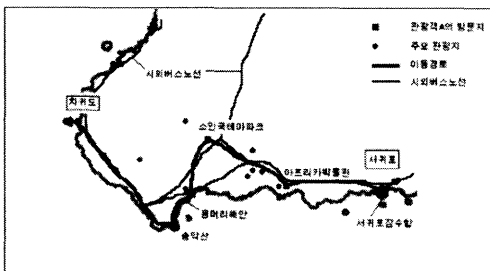 관광객A의 방문지
주요 관광지
이동경로
시외버스노선
시외버스노선
차귀도
소인국테마파크
아프리카박물관
서귀포
용머리해안
송악산
서귀포잠수함